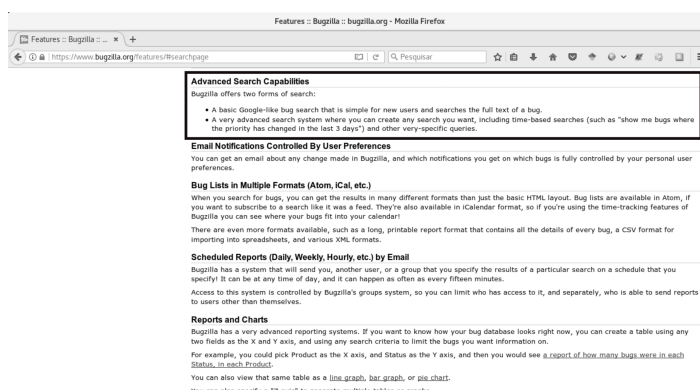 Features :: Bugzilla :: bugzilla.org - Mozilla Firefox
Features :: Bugzilla :: ... × +
https://www.bugzilla.org/features/#searchpage
Pesquisar
Advanced Search Capabilities
Bugzilla offers two forms of search:
• A basic Google-like bug search that is simple for new users and searches the full text of a bug.
• A very advanced search system where you can create any search you want, including time-based searches (such as "show me bugs where
the priority has changed in the last 3 days") and other very-specific queries.
Email Notifications Controlled By User Preferences
You can get an email about any change made in Bugzilla, and which notifications you get on which bugs is fully controlled by your personal user
preferences.
Bug Lists in Multiple Formats (Atom, iCal, etc.)
When you search for bugs, you can get the results in many different formats than just the basic HTML layout. Bug lists are available in Atom, if
you want to subscribe to a search like it was a feed. They're also available in iCalendar format, so if you're using the time-tracking features of
Bugzilla you can see where your bugs fit into your calendar!
There are even more formats available, such as a long, printable report format that contains all the details of every bug, a CSV format for
importing into spreadsheets, and various XML formats.
Scheduled Reports (Daily, Weekly, Hourly, etc.) by Email
Bugzilla has a system that will send you, another user, or a group that you specify the results of a particular search on a schedule that you
specify! It can be at any time of day, and it can happen as often as every fifteen minutes.
Access to this system is controlled by Bugzilla's groups system, so you can limit who has access to it, and separately, who is able to send reports
to users other than themselves.
Reports and Charts
Bugzilla has a very advanced reporting systems. If you want to know how your bug database looks right now, you can create a table using any
two fields as the X and Y axis, and using any search criteria to limit the bugs you want information on.
For example, you could pick Product as the X axis, and Status as the Y axis, and then you would see a report of how many bugs were in each
Status, in each Product.
You can also view that same table as a line graph, bar graph, or pie chart.